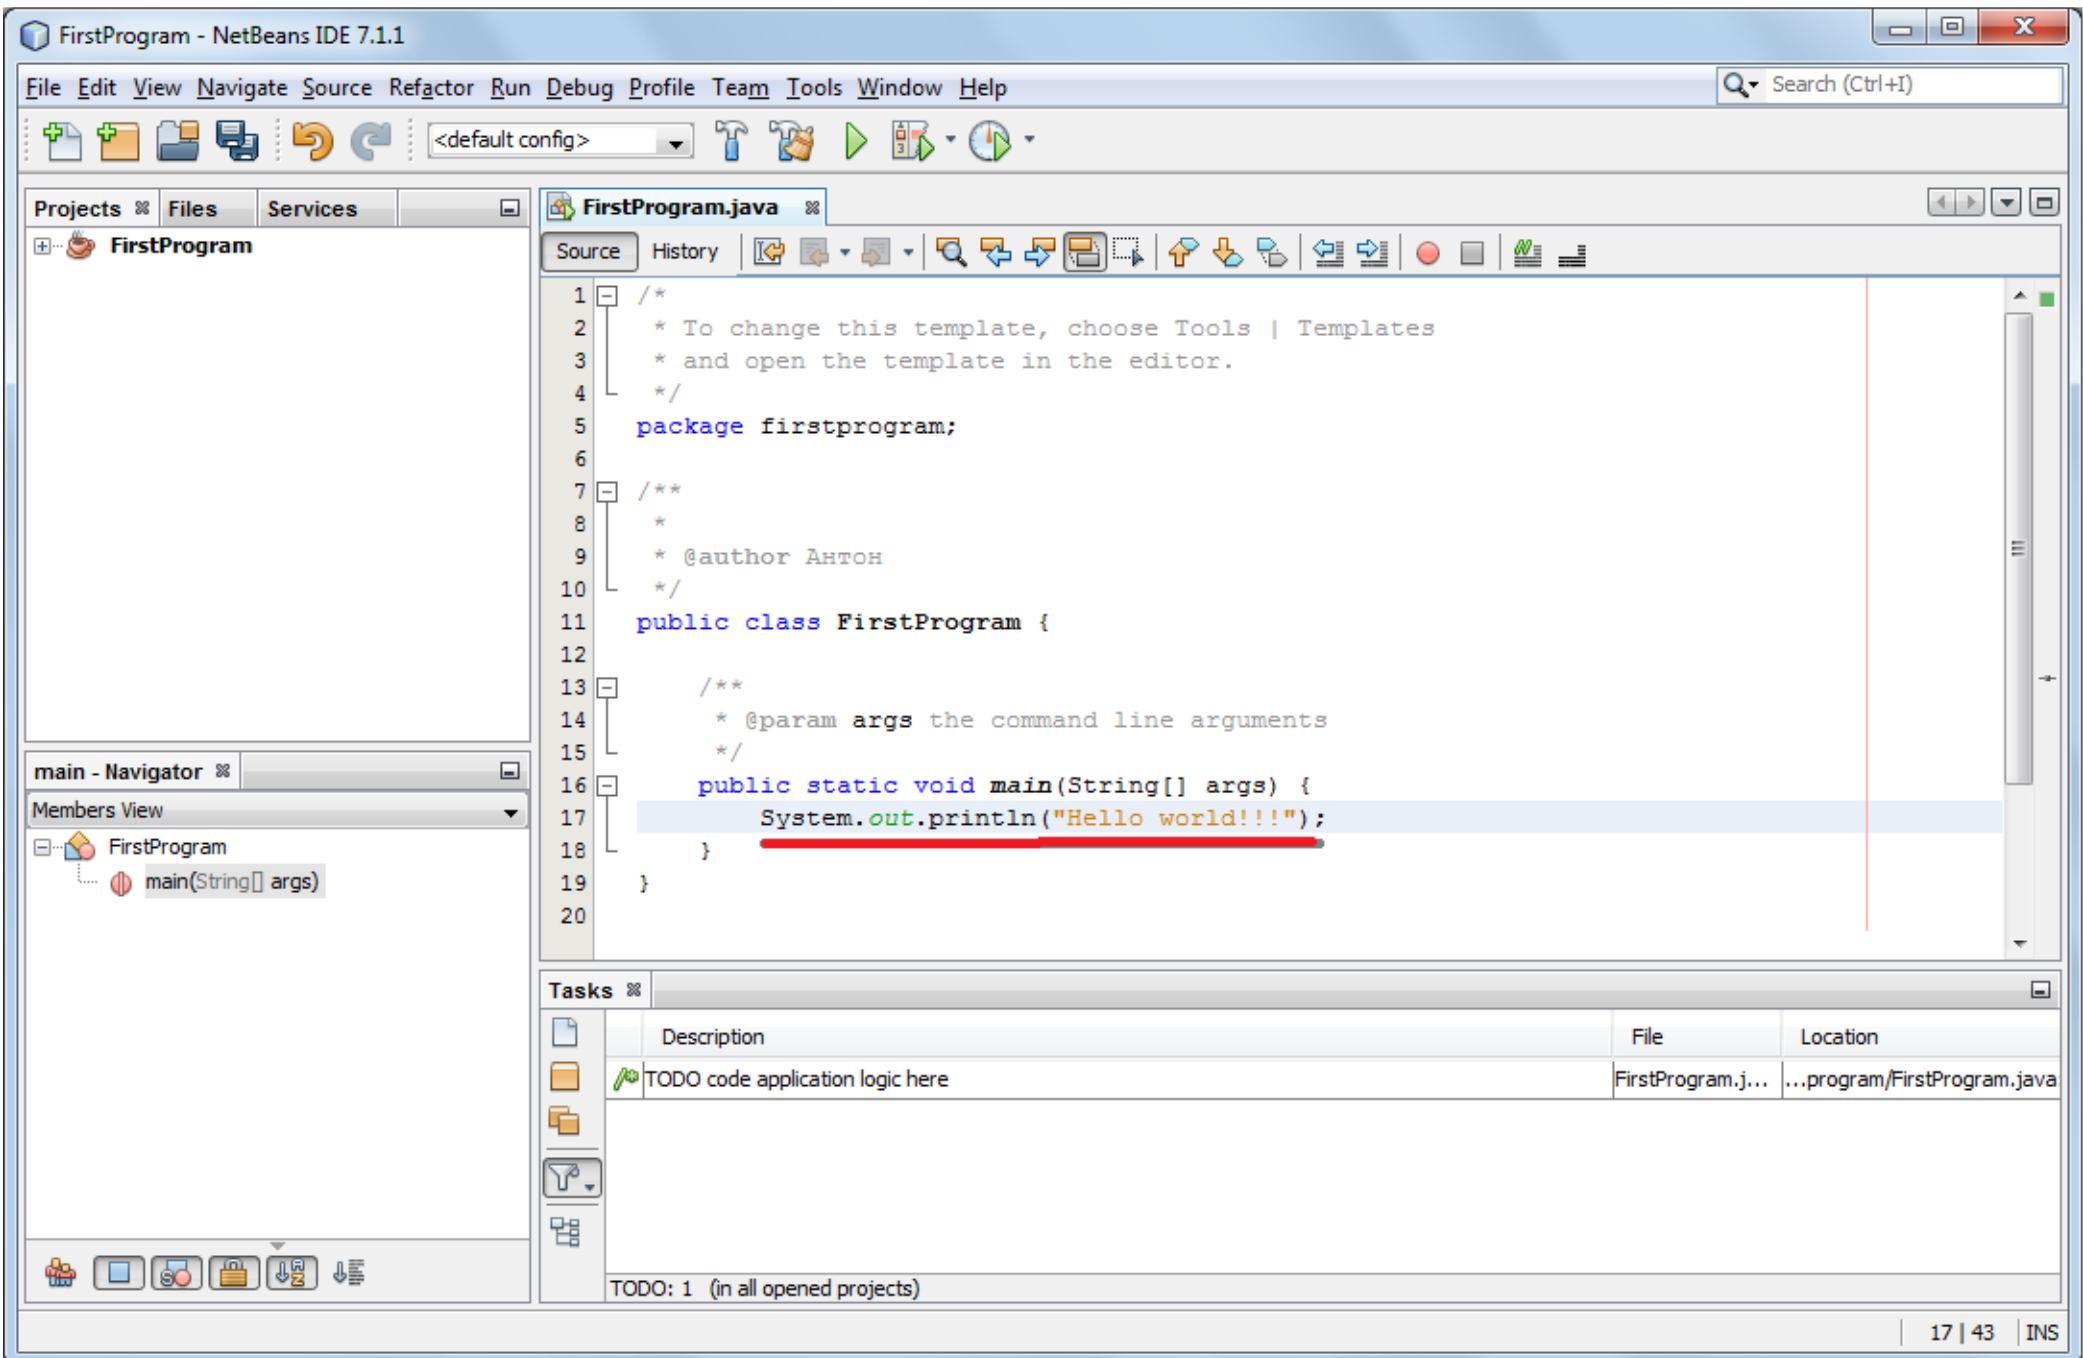 FirstProgram - NetBeans IDE 7.1.1
File Edit View Navigate Source Refactor Run Debug Profile Team Tools Window Help
Search (Ctrl+I)
<default config>
Projects Files Services
FirstProgram
FirstProgram.java
Source History
1 /*
2 * To change this template, choose Tools | Templates
3 * and open the template in the editor.
4 */
5 package firstprogram;
6
7 /**
8 *
9 * @author Антон
10 */
11 public class FirstProgram {
12
13 /**
14 * @param args the command line arguments
15 */
16 public static void main(String[] args) {
17 System.out.println("Hello world!!!");
18 }
19 }
20
main - Navigator
Members View
FirstProgram
main(String[] args)
Tasks
Description File Location
TODO code application logic here FirstProgram.j... ...program/FirstProgram.java:
TODO: 1 (in all opened projects)
17 | 43 INS